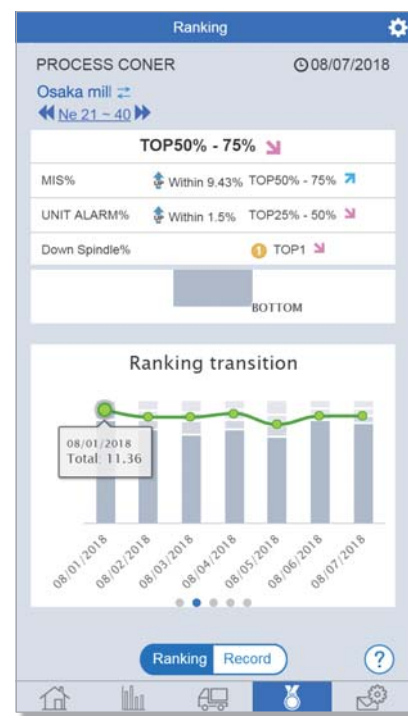 Ranking
PROCESS CONER 08/07/2018
Osaka mill
Ne 21 ~ 40
TOP50% - 75%
MIS% Within 9.43% TOP50% - 75%
UNIT ALARM% Within 1.5% TOP25% - 50%
Down Spindle% 1 TOP1
BOTTOM
Ranking transition
08/01/2018
Total: 11.36
08/01/2018 08/02/2018 08/03/2018 08/04/2018 08/05/2018 08/06/2018 08/07/2018
Ranking Record ?